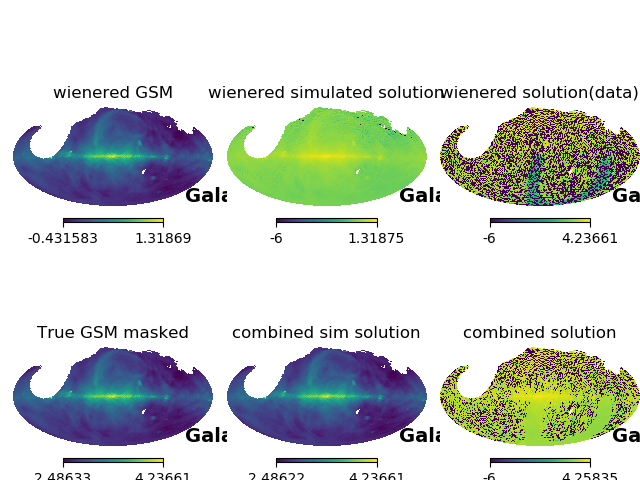 wienered GSM
wienered simulated solution
wienered solution(data)
Gala
Gala
Ga
-0.431583 1.31869
-6 1.31875
-6 4.23661
True GSM masked
combined sim solution
combined solution
Gala
Gala
Ga
2.48633 4.23661
2.48622 4.23661
-6 4.25835